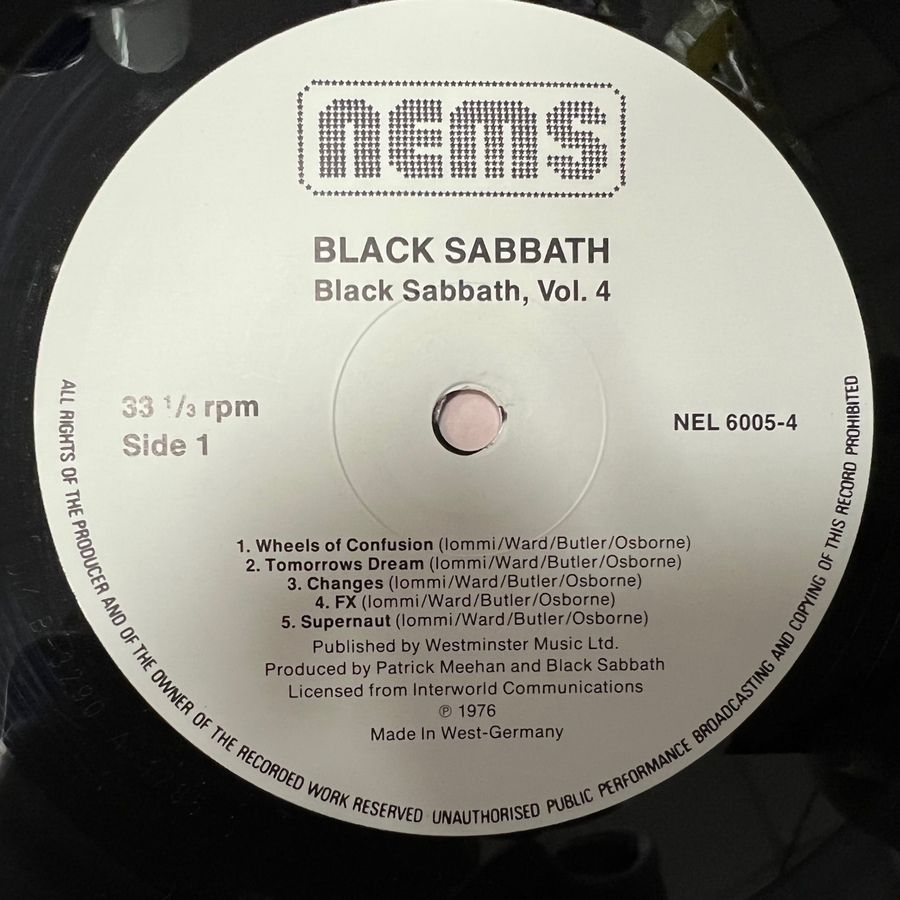 nems
BLACK SABBATH
Black Sabbath, Vol. 4
33 1/3 rpm
Side 1
NEL 6005-4
1. Wheels of Confusion (Iommi/Ward/Butler/Osborne)
2. Tomorrows Dream (Iommi/Ward/Butler/Osborne)
3. Changes (Iommi/Ward/Butler/Osborne)
4. FX (Iommi/Ward/Butler/Osborne)
5. Supernaut (Iommi/Ward/Butler/Osborne)
Published by Westminster Music Ltd.
Produced by Patrick Meehan and Black Sabbath
Licensed from Interworld Communications
℗ 1976
Made In West-Germany
ALL RIGHTS OF THE PRODUCER AND OF THE OWNER OF THE RECORDED WORK RESERVED UNAUTHORISED PUBLIC PERFORMANCE BROADCASTING AND COPYING OF THIS RECORD PROHIBITED